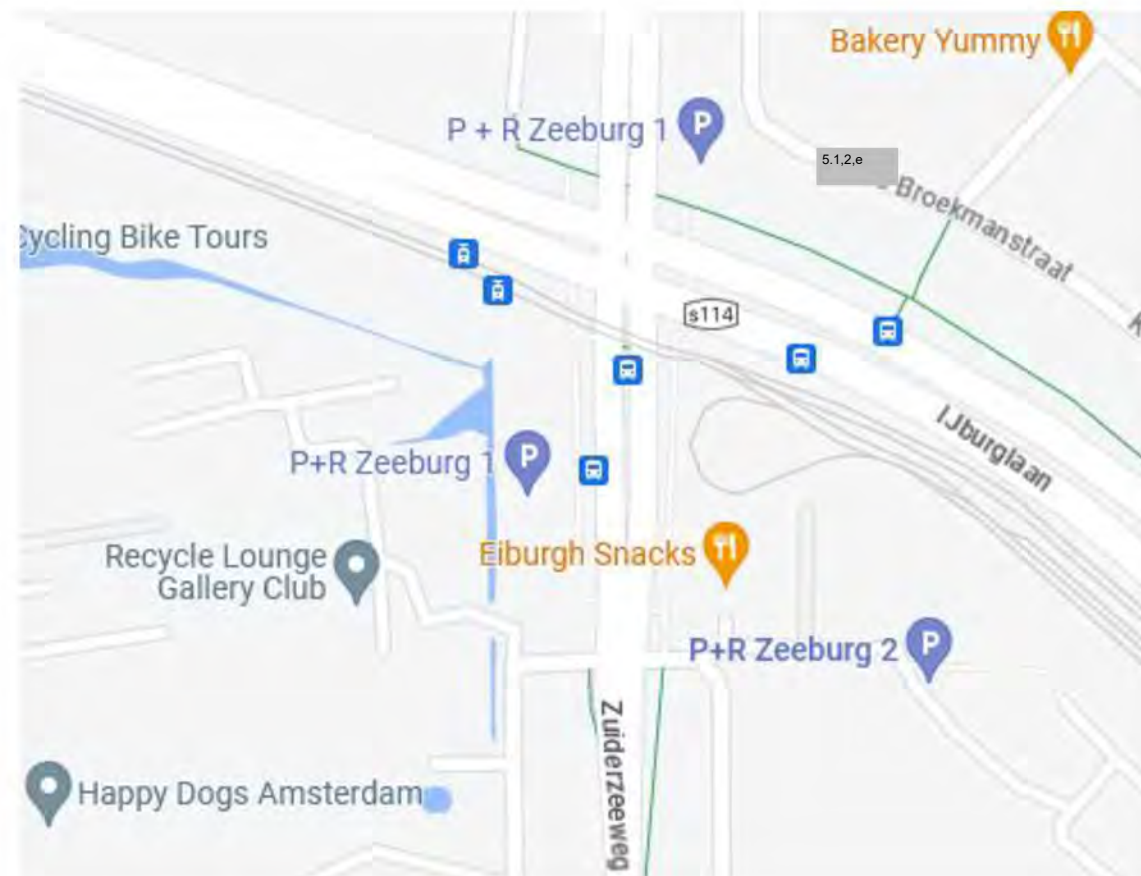 Bakery Yummy
P + R Zeeburg 1
5.1,2,e
Broekmanstraat
Cycling Bike Tours
s114
IJburglaan
P+R Zeeburg 1
Eiburgh Snacks
Recycle Lounge
Gallery Club
P+R Zeeburg 2
Zuiderzeeweg
Happy Dogs Amsterdam